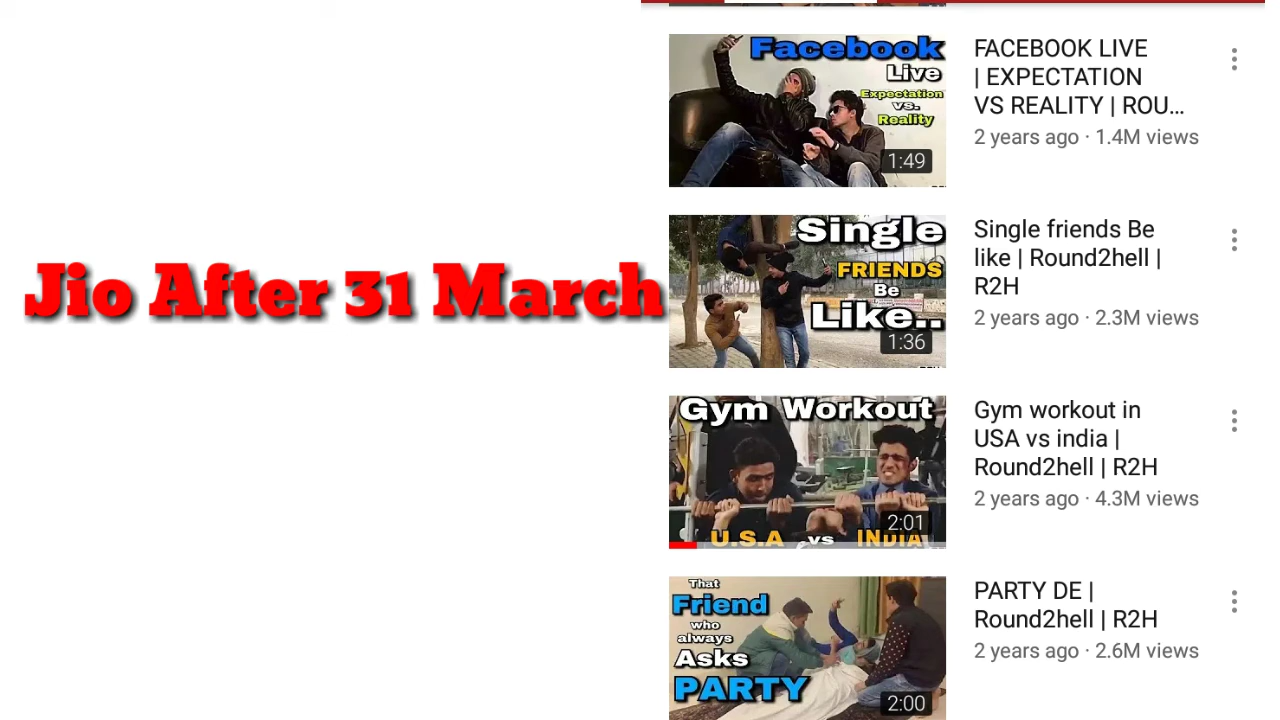 Jio After 31 March
Facebook
Live
Expectation
vs.
Reality
1:49
FACEBOOK LIVE
| EXPECTATION
VS REALITY | ROU...
2 years ago · 1.4M views
Single
FRIENDS
Be
Like..
1:36
Single friends Be
like | Round2hell |
R2H
2 years ago · 2.3M views
Gym Workout
2:01
U.S.A vs INDIA
Gym workout in
USA vs india |
Round2hell | R2H
2 years ago · 4.3M views
That
Friend
who
always
Asks
PARTY
2:00
PARTY DE |
Round2hell | R2H
2 years ago · 2.6M views